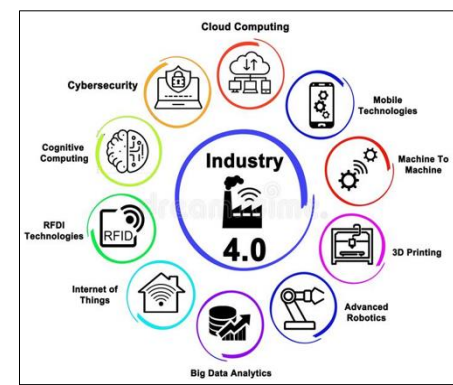 Cloud Computing
Cybersecurity
Mobile
Technologies
Cognitive
Computing
Industry
4.0
Machine To
Machine
RFDI
Technologies
RFID
3D Printing
Internet of
Things
Advanced
Robotics
Big Data Analytics